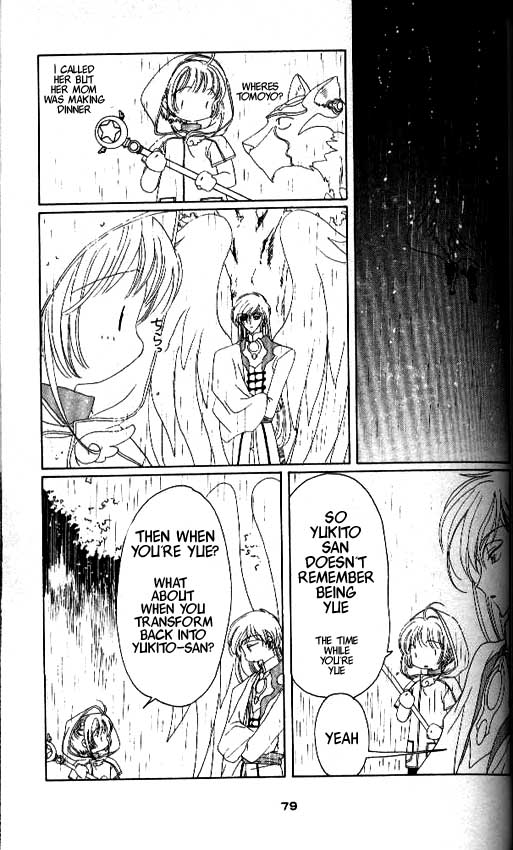 WHERES
TOMOYO?
I CALLED
HER BUT
HER MOM
WAS MAKING
DINNER
SO
YUKITO
SAN
DOESN'T
REMEMBER
BEING
YUE
THE TIME
WHILE
YOU'RE
YUE
YEAH
THEN WHEN
YOU'RE YUE?
WHAT
ABOUT
WHEN YOU
TRANSFORM
BACK INTO
YUKITO-SAN?
79